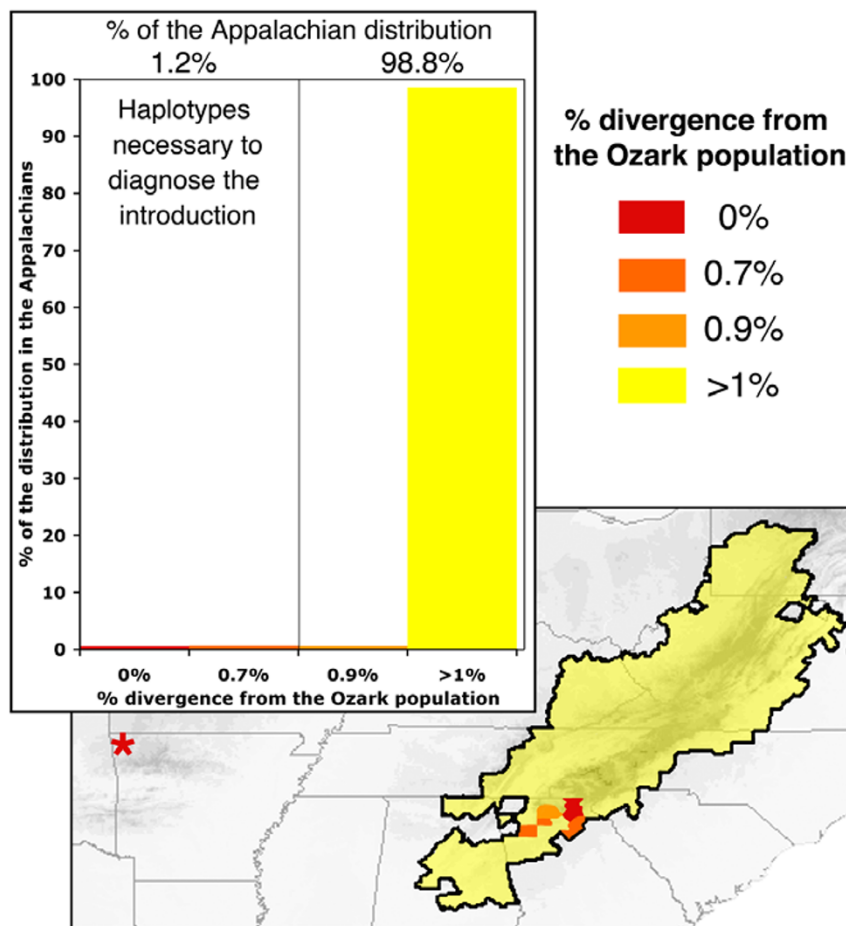 % of the Appalachian distribution
1.2% 98.8%
Haplotypes
necessary to
diagnose the
introduction
% of the distribution in the Appalachians
100
90
80
70
60
50
40
30
20
10
0
0% 0.7% 0.9% >1%
% divergence from the Ozark population
% divergence from
the Ozark population
0%
0.7%
0.9%
>1%
*